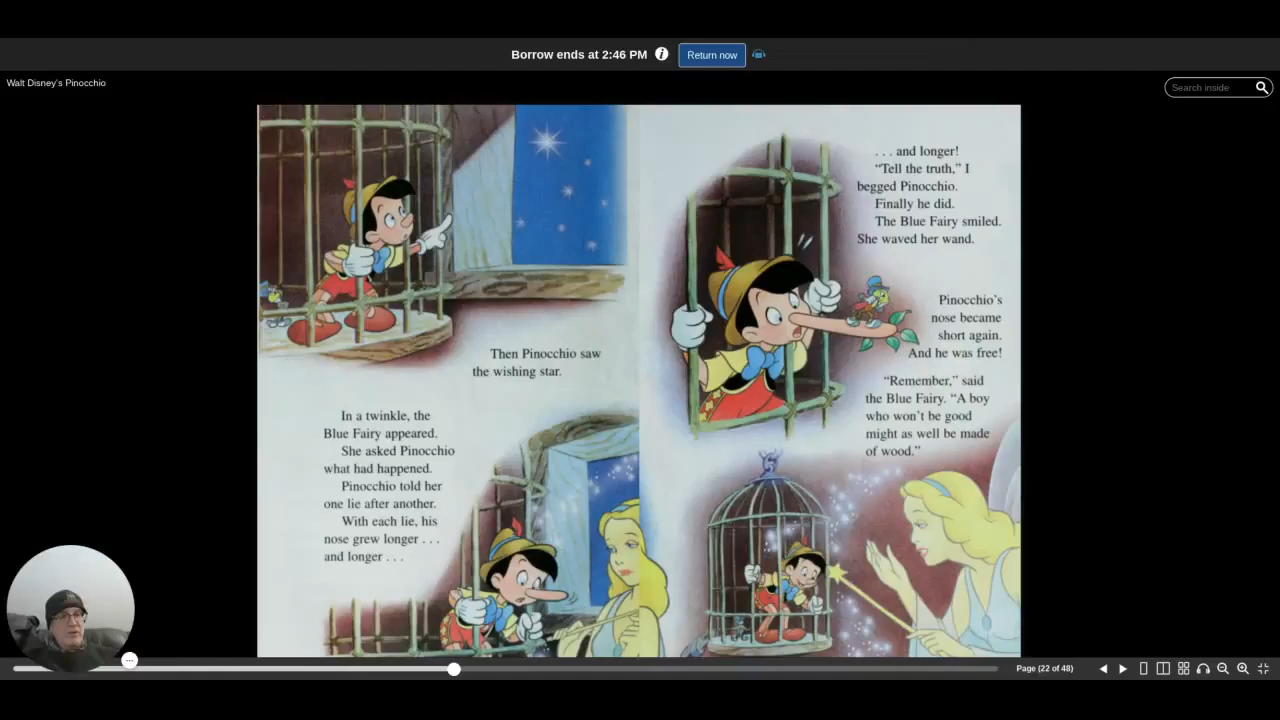 Borrow ends at 2:46 PM i Return now
Walt Disney's Pinocchio
Search inside
Then Pinocchio saw
the wishing star.
In a twinkle, the
Blue Fairy appeared.
She asked Pinocchio
what had happened.
Pinocchio told her
one lie after another.
With each lie, his
nose grew longer . . .
and longer . . .
. . . and longer!
“Tell the truth,” I
begged Pinocchio.
Finally he did.
The Blue Fairy smiled.
She waved her wand.
Pinocchio's
nose became
short again.
And he was free!
“Remember,” said
the Blue Fairy. “A boy
who won't be good
might as well be made
of wood.”
Page (22 of 48)